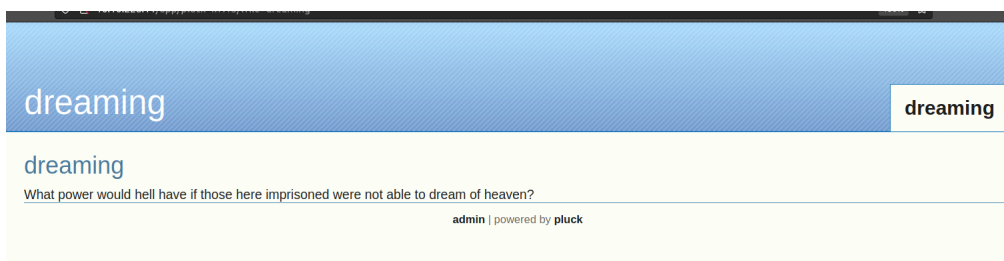 dreaming
dreaming
dreaming
What power would hell have if those here imprisoned were not able to dream of heaven?
admin | powered by pluck